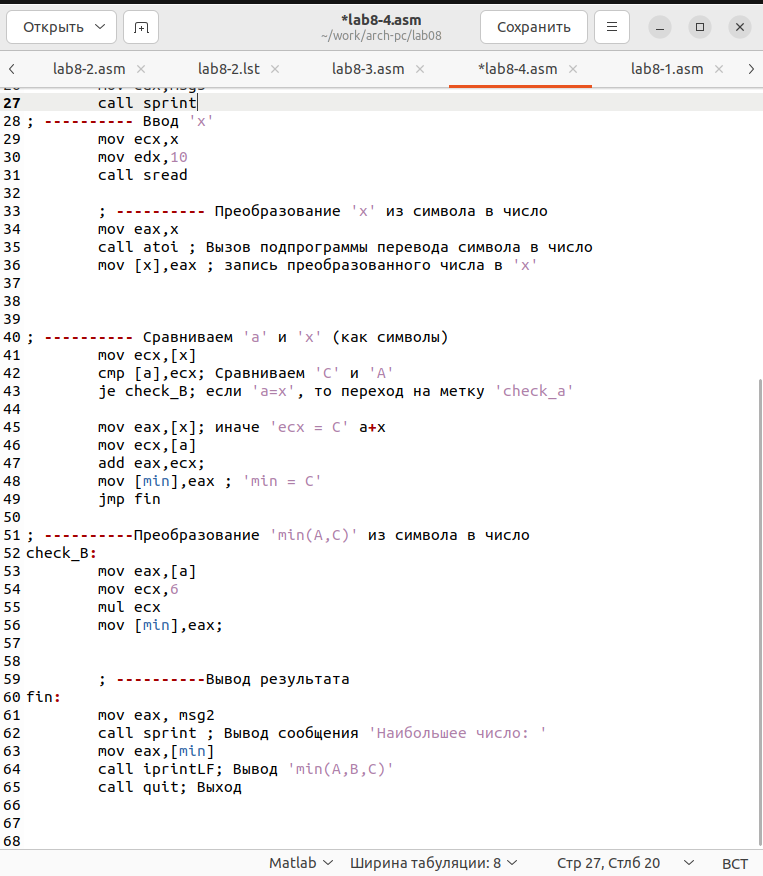 Открыть
*lab8-4.asm
~/work/arch-pc/lab08
Сохранить
lab8-2.asm
lab8-2.lst
lab8-3.asm
*lab8-4.asm
lab8-1.asm
27 call sprint
28 ; ---------- Ввод 'x'
29 mov ecx,x
30 mov edx,10
31 call sread
32
33 ; ---------- Преобразование 'x' из символа в число
34 mov eax,x
35 call atoi ; Вызов подпрограммы перевода символа в число
36 mov [x],eax ; запись преобразованного числа в 'x'
37
38
39
40 ; ---------- Сравниваем 'a' и 'x' (как символы)
41 mov ecx,[x]
42 cmp [a],ecx; Сравниваем 'C' и 'A'
43 je check_B; если 'a=x', то переход на метку 'check_a'
44
45 mov eax,[x]; иначе 'ecx = C' a+x
46 mov ecx,[a]
47 add eax,ecx;
48 mov [min],eax ; 'min = C'
49 jmp fin
50
51 ; ----------Преобразование 'min(A,C)' из символа в число
52 check_B:
53 mov eax,[a]
54 mov ecx,6
55 mul ecx
56 mov [min],eax;
57
58
59 ; ----------Вывод результата
60 fin:
61 mov eax, msg2
62 call sprint ; Вывод сообщения 'Наибольшее число: '
63 mov eax,[min]
64 call iprintLF; Вывод 'min(A,B,C)'
65 call quit; Выход
66
67
68
Matlab Ширина табуляции: 8 Стр 27, Стлб 20 ВСТ